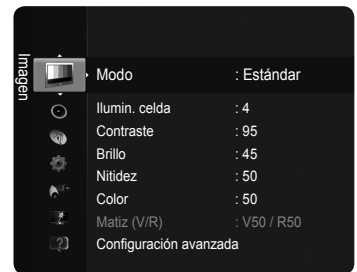 Imagen
Modo : Estándar
Ilumin. celda : 4
Contraste : 95
Brillo : 45
Nitidez : 50
Color : 50
Matiz (V/R) : V50 / R50
Configuración avanzada